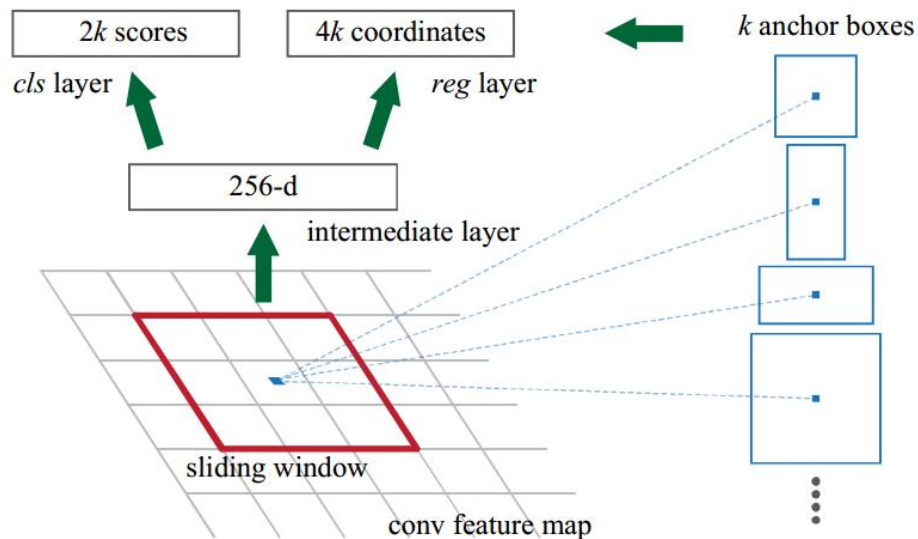 2k scores
4k coordinates
k anchor boxes
cls layer
reg layer
256-d
intermediate layer
sliding window
conv feature map